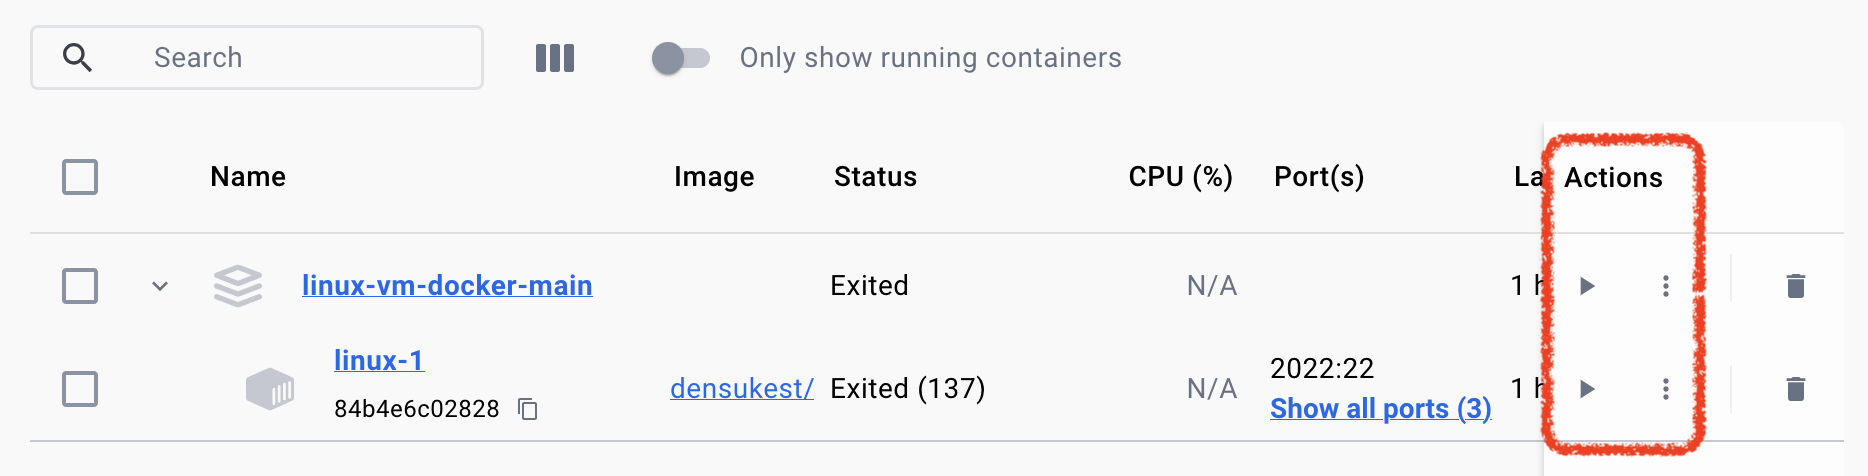 Search
Only show running containers
Name Image Status CPU (%) Port(s) La Actions
linux-vm-docker-main Exited N/A 1 h
linux-1
84b4e6c02828
densukest/ Exited (137) N/A
2022:22
Show all ports (3)
1 h